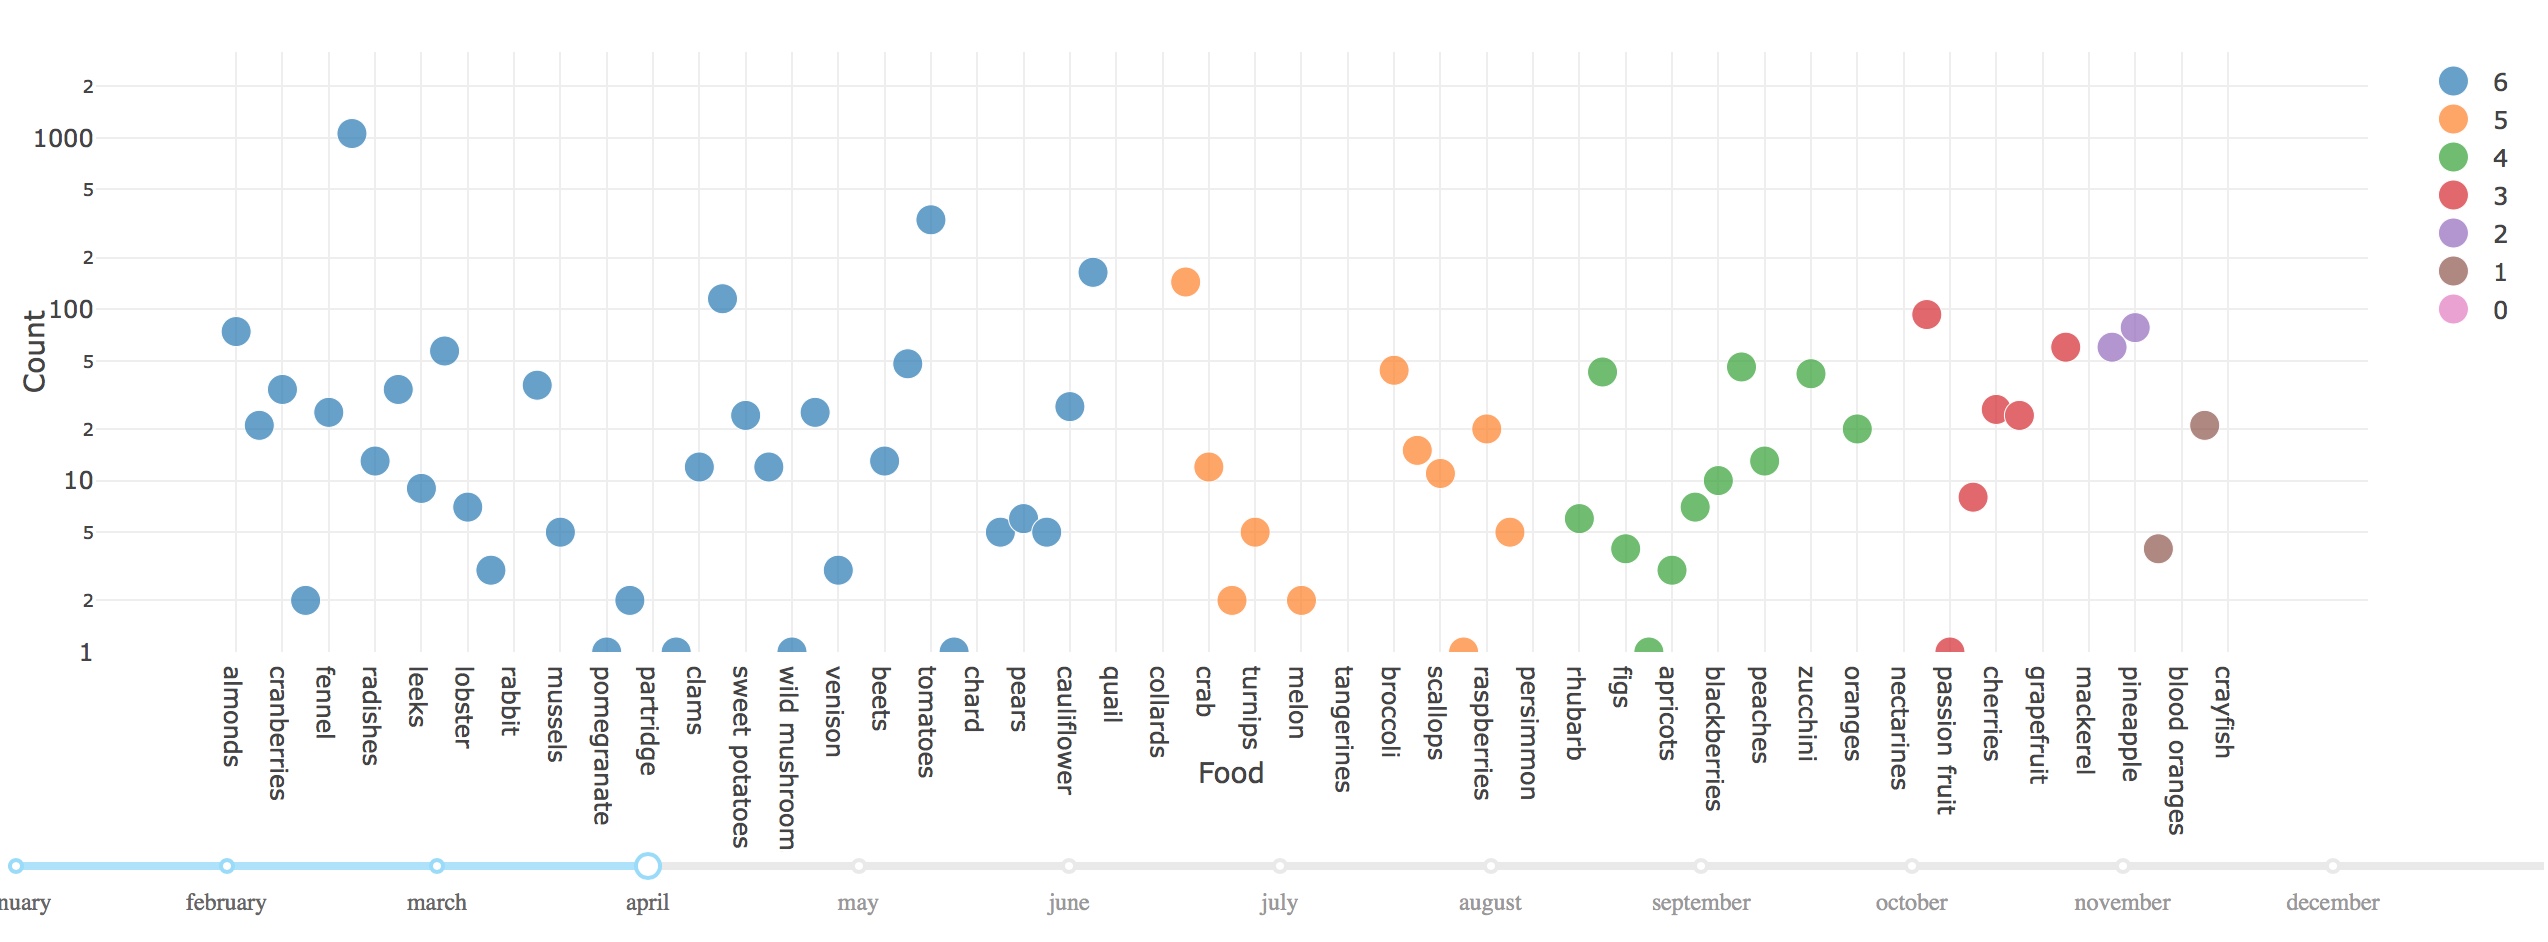 2
1000
5
2
100
5
2
10
5
2
1
Count
almonds
cranberries
fennel
radishes
leeks
lobster
rabbit
mussels
pomegranate
partridge
clams
sweet potatoes
wild mushroom
venison
beets
tomatoes
chard
pears
cauliflower
quail
collards
crab
turnips
melon
tangerines
broccoli
scallops
raspberries
persimmon
rhubarb
figs
apricots
blackberries
peaches
zucchini
oranges
nectarines
passion fruit
cherries
grapefruit
mackerel
pineapple
blood oranges
crayfish
Food
6
5
4
3
2
1
0
nuary february march april may june july august september october november december